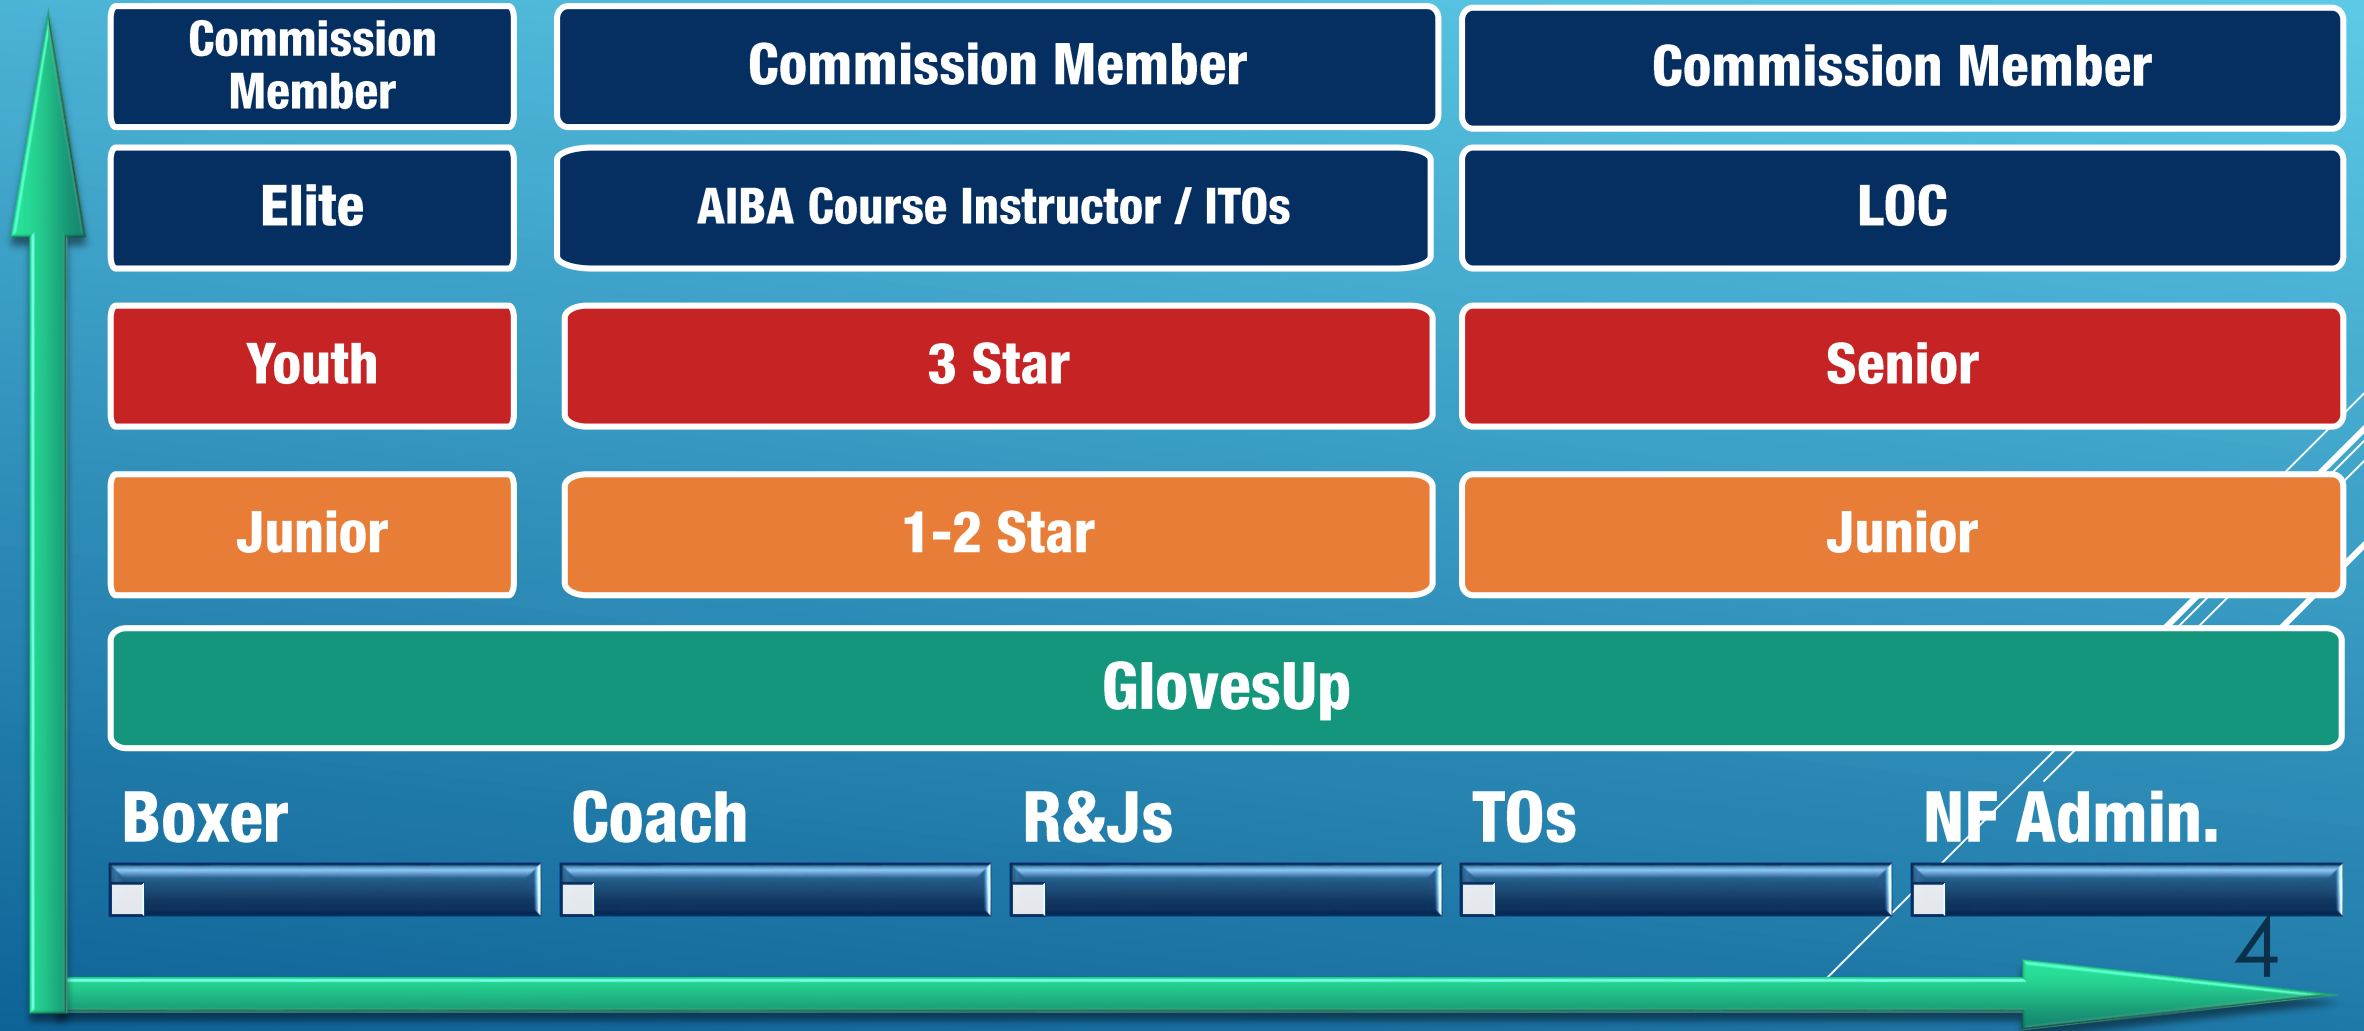 Commission
Member
Commission Member
Commission Member
Elite
AIBA Course Instructor / ITOs
LOC
Youth
3 Star
Senior
Junior
1-2 Star
Junior
GlovesUp
Boxer
Coach
R&Js
TOs
NF Admin.
4